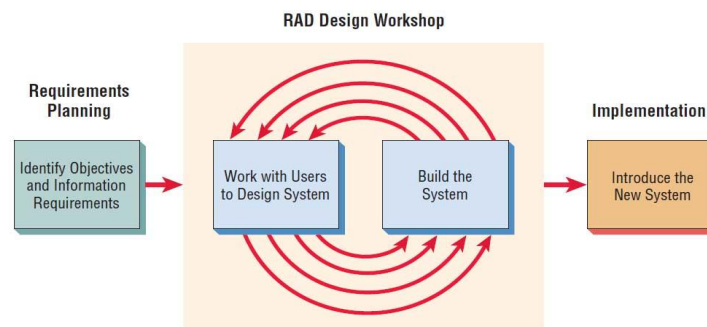 RAD Design Workshop
Requirements
Planning
Identify Objectives
and Information
Requirements
Work with Users
to Design System
Build the
System
Implementation
Introduce the
New System